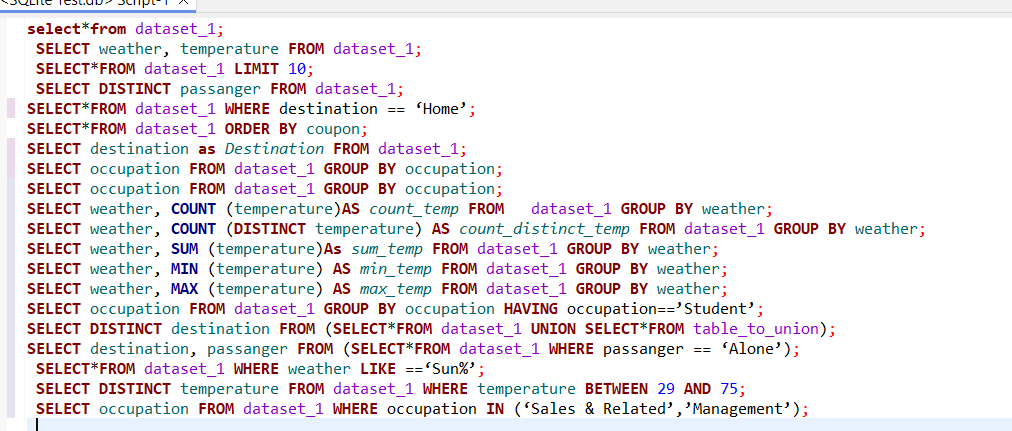 <SQLite Test.db> Script-1
select*from dataset_1;
SELECT weather, temperature FROM dataset_1;
SELECT*FROM dataset_1 LIMIT 10;
SELECT DISTINCT passanger FROM dataset_1;
SELECT*FROM dataset_1 WHERE destination == ‘Home’;
SELECT*FROM dataset_1 ORDER BY coupon;
SELECT destination as Destination FROM dataset_1;
SELECT occupation FROM dataset_1 GROUP BY occupation;
SELECT occupation FROM dataset_1 GROUP BY occupation;
SELECT weather, COUNT (temperature)AS count_temp FROM   dataset_1 GROUP BY weather;
SELECT weather, COUNT (DISTINCT temperature) AS count_distinct_temp FROM dataset_1 GROUP BY weather;
SELECT weather, SUM (temperature)As sum_temp FROM dataset_1 GROUP BY weather;
SELECT weather, MIN (temperature) AS min_temp FROM dataset_1 GROUP BY weather;
SELECT weather, MAX (temperature) AS max_temp FROM dataset_1 GROUP BY weather;
SELECT occupation FROM dataset_1 GROUP BY occupation HAVING occupation==’Student’;
SELECT DISTINCT destination FROM (SELECT*FROM dataset_1 UNION SELECT*FROM table_to_union);
SELECT destination, passanger FROM (SELECT*FROM dataset_1 WHERE passanger == ‘Alone’);
SELECT*FROM dataset_1 WHERE weather LIKE ==‘Sun%’;
SELECT DISTINCT temperature FROM dataset_1 WHERE temperature BETWEEN 29 AND 75;
SELECT occupation FROM dataset_1 WHERE occupation IN (‘Sales & Related’,’Management’);